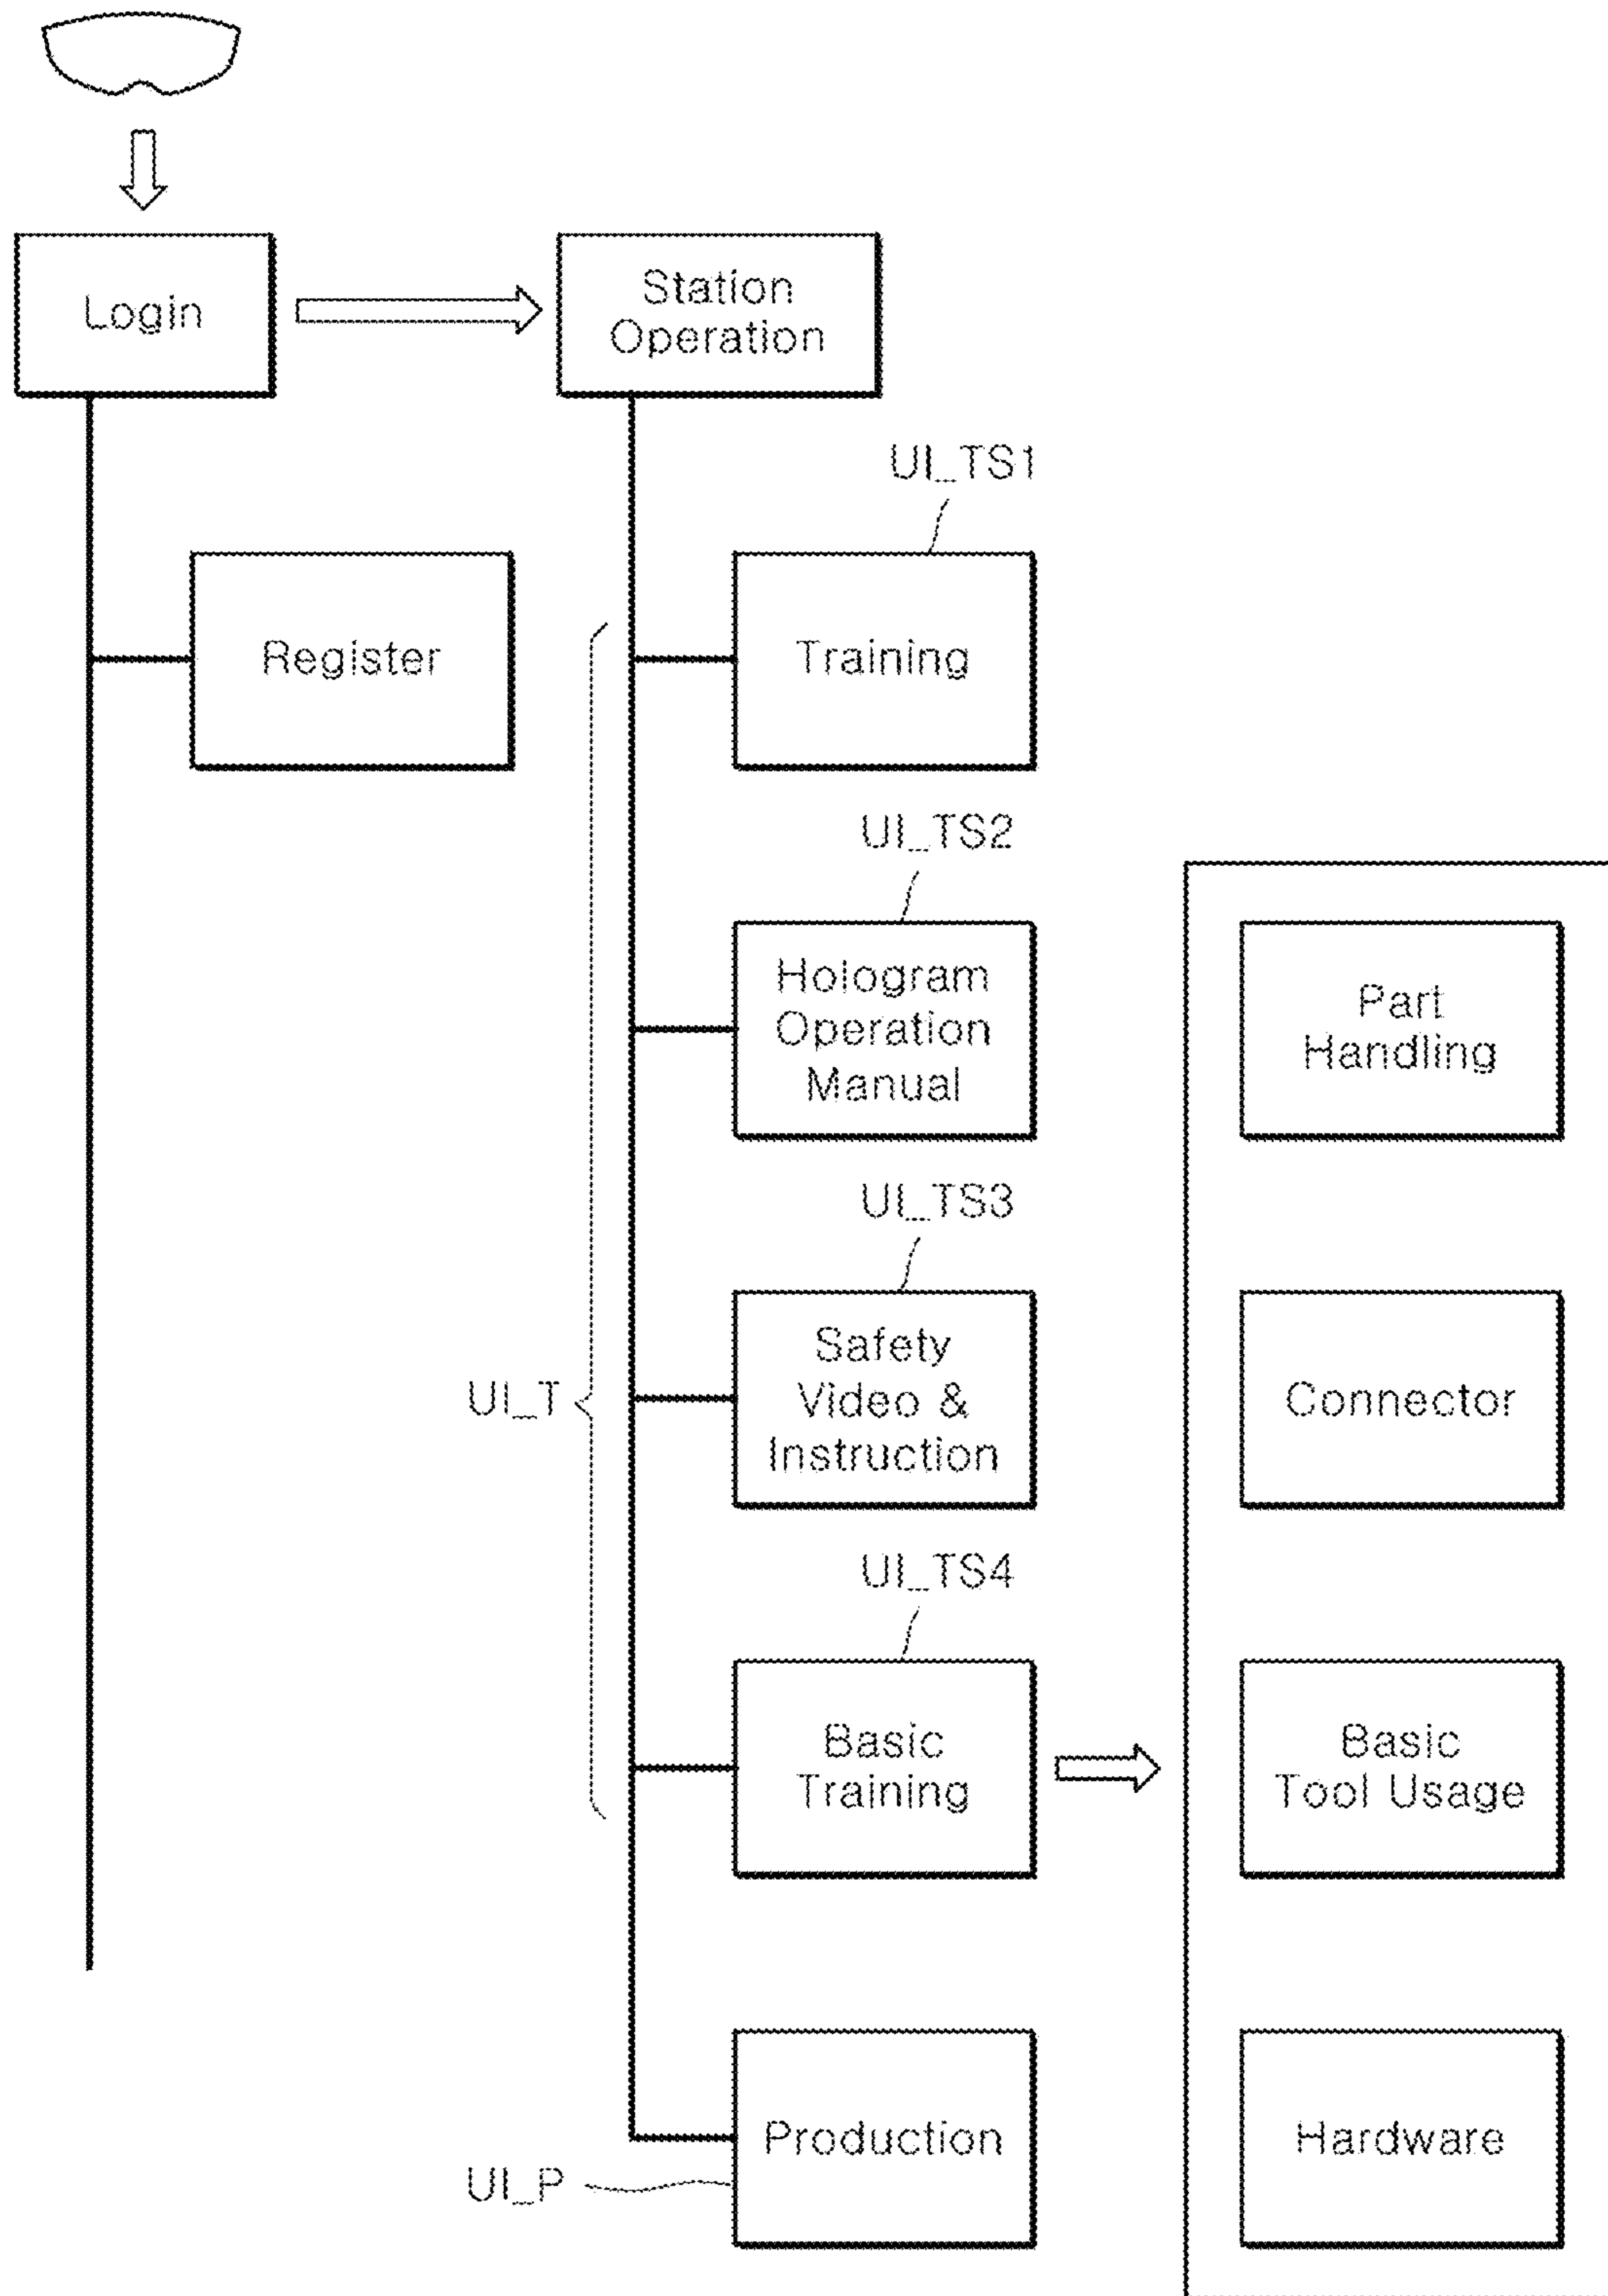 Login
Station
Operation
UI_TS1
Register
Training
UI_TS2
Hologram
Operation
Manual
Part
Handling
UI_TS3
UI_T
Safety
Video &
Instruction
Connector
UI_TS4
Basic
Training
Basic
Tool Usage
Production
UI_P
Hardware